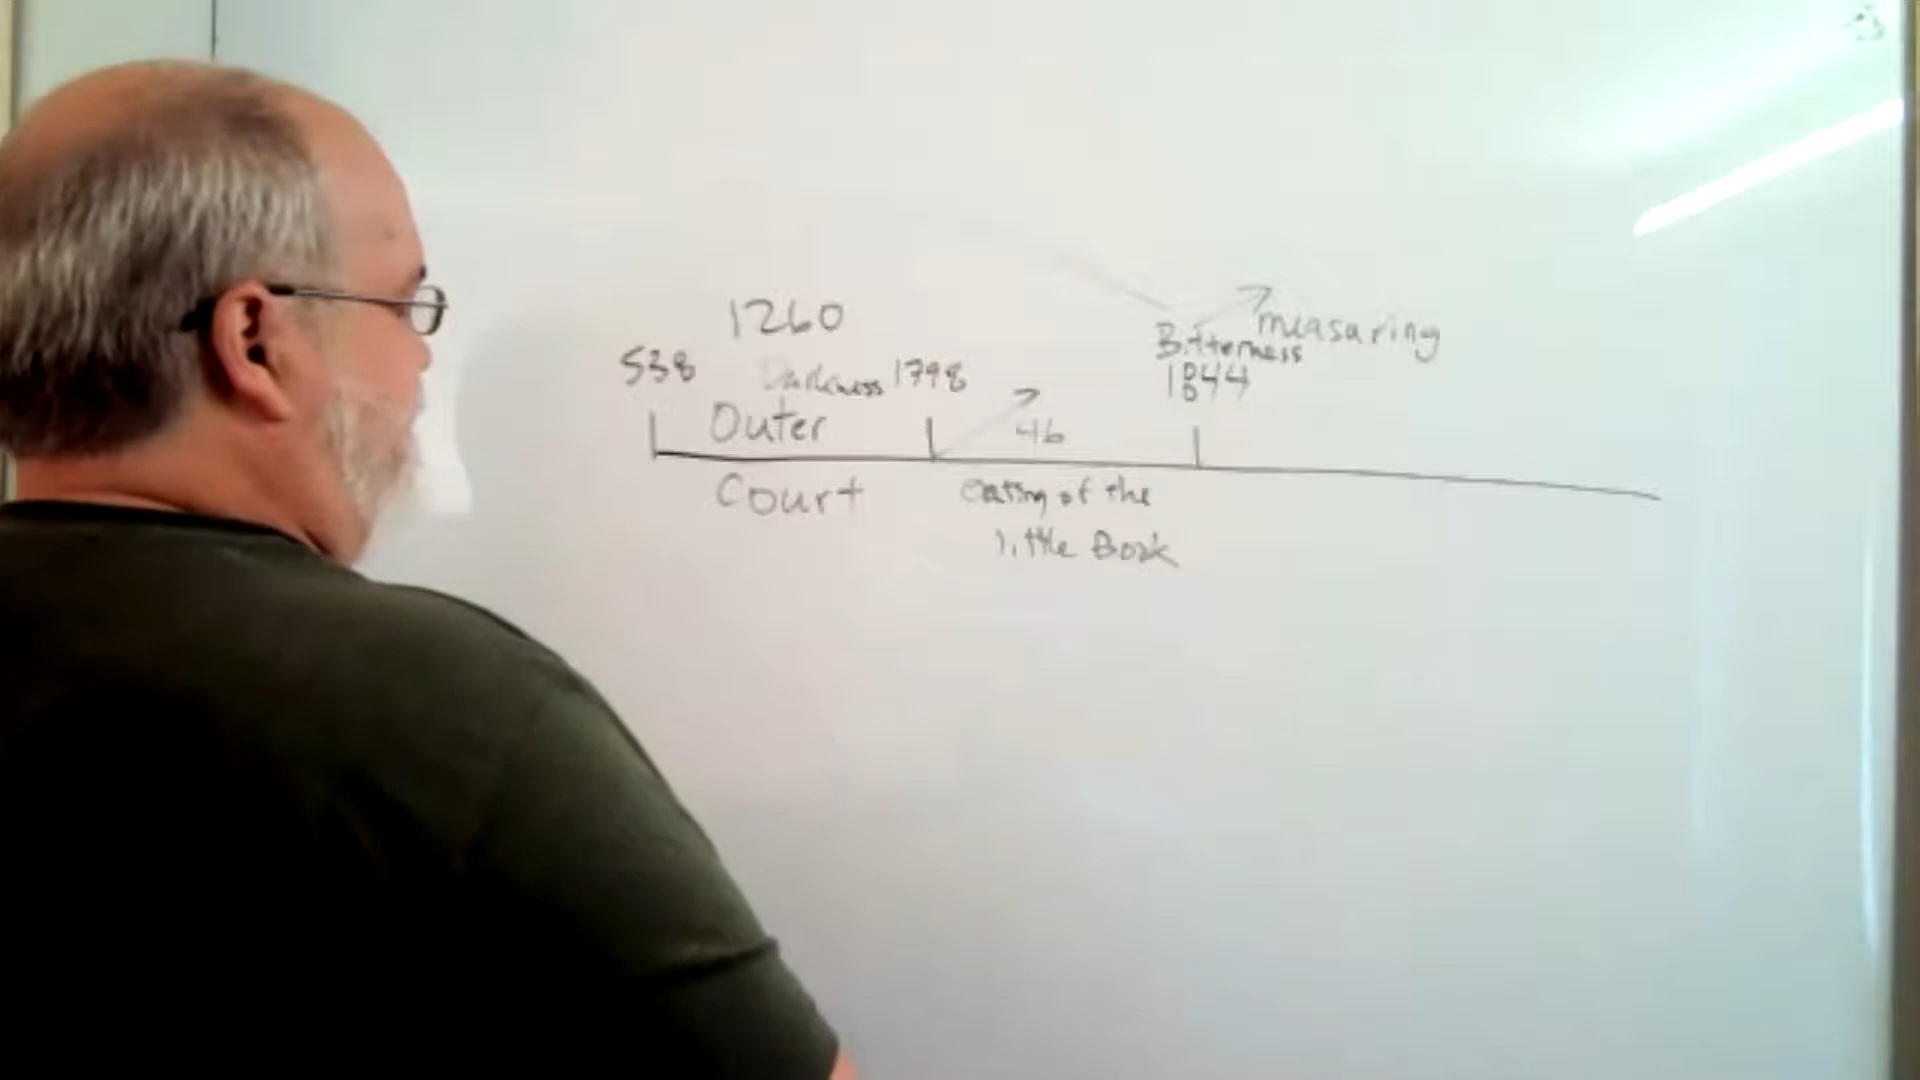 1260
measuring
Bitterness
538
Darkness 1798
1844
Outer
46
Court
eating of the
little Book